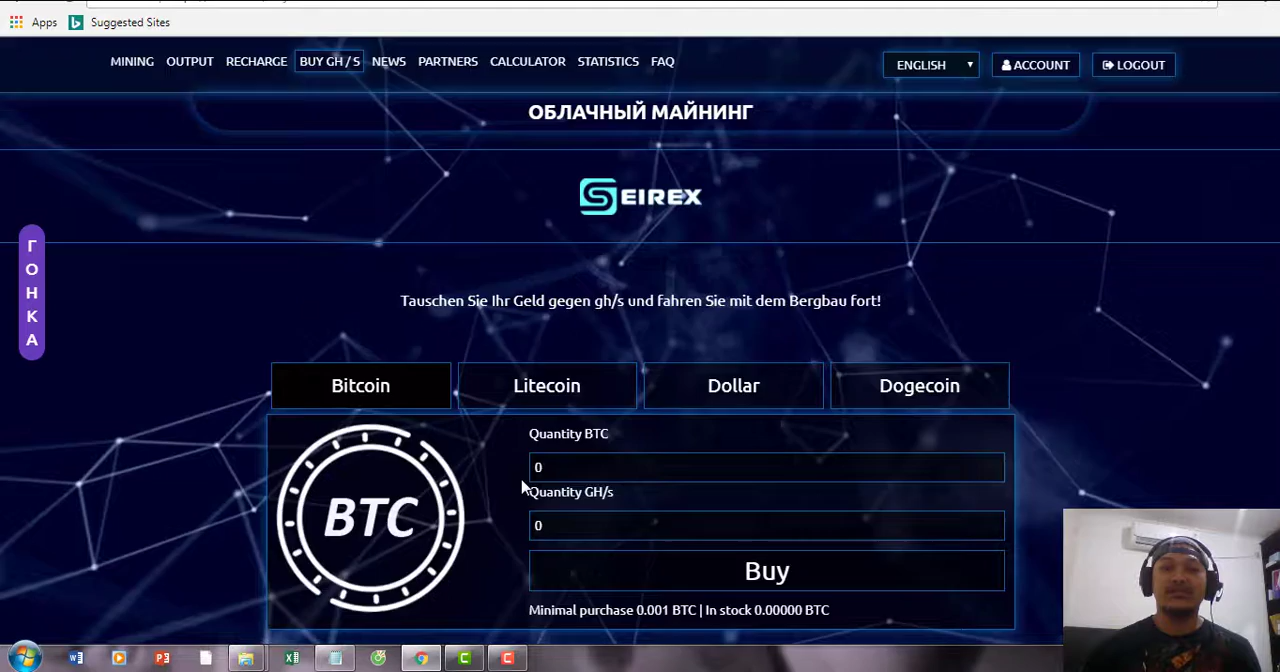 Apps Suggested Sites
MINING OUTPUT RECHARGE BUY GH / S NEWS PARTNERS CALCULATOR STATISTICS FAQ ENGLISH ACCOUNT LOGOUT
ОБЛАЧНЫЙ МАЙНИНГ
SEIREX
ГОНКА
Tauschen Sie Ihr Geld gegen gh/s und fahren Sie mit dem Bergbau fort!
Bitcoin Litecoin Dollar Dogecoin
Quantity BTC
0
Quantity GH/s
0
BTC
Buy
Minimal purchase 0.001 BTC | In stock 0.00000 BTC